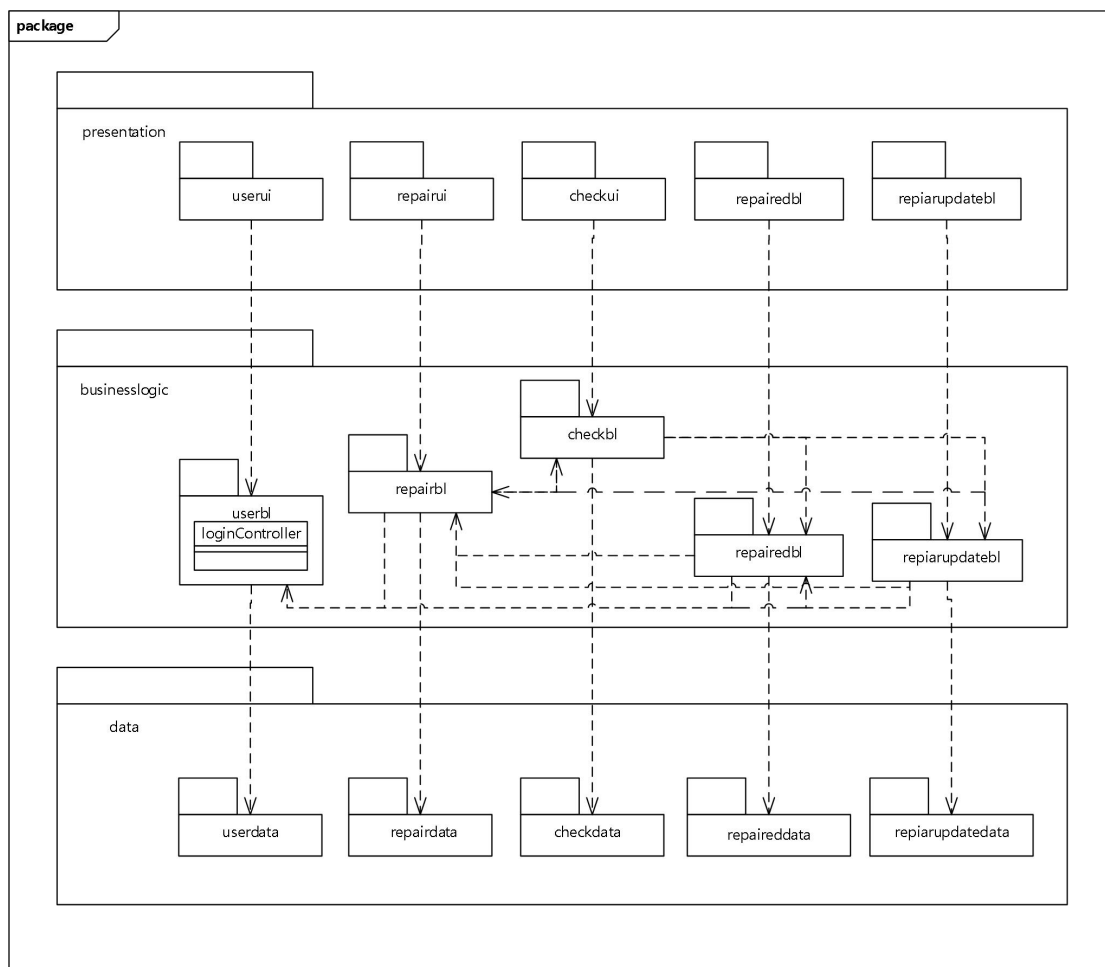 package
presentation
userui
repairui
checkui
repairedbl
repiarupdatebl
businesslogic
checkbl
repairbl
userbl
loginController
repairedbl
repiarupdatebl
data
userdata
repairdata
checkdata
repaireddata
repiarupdatedata